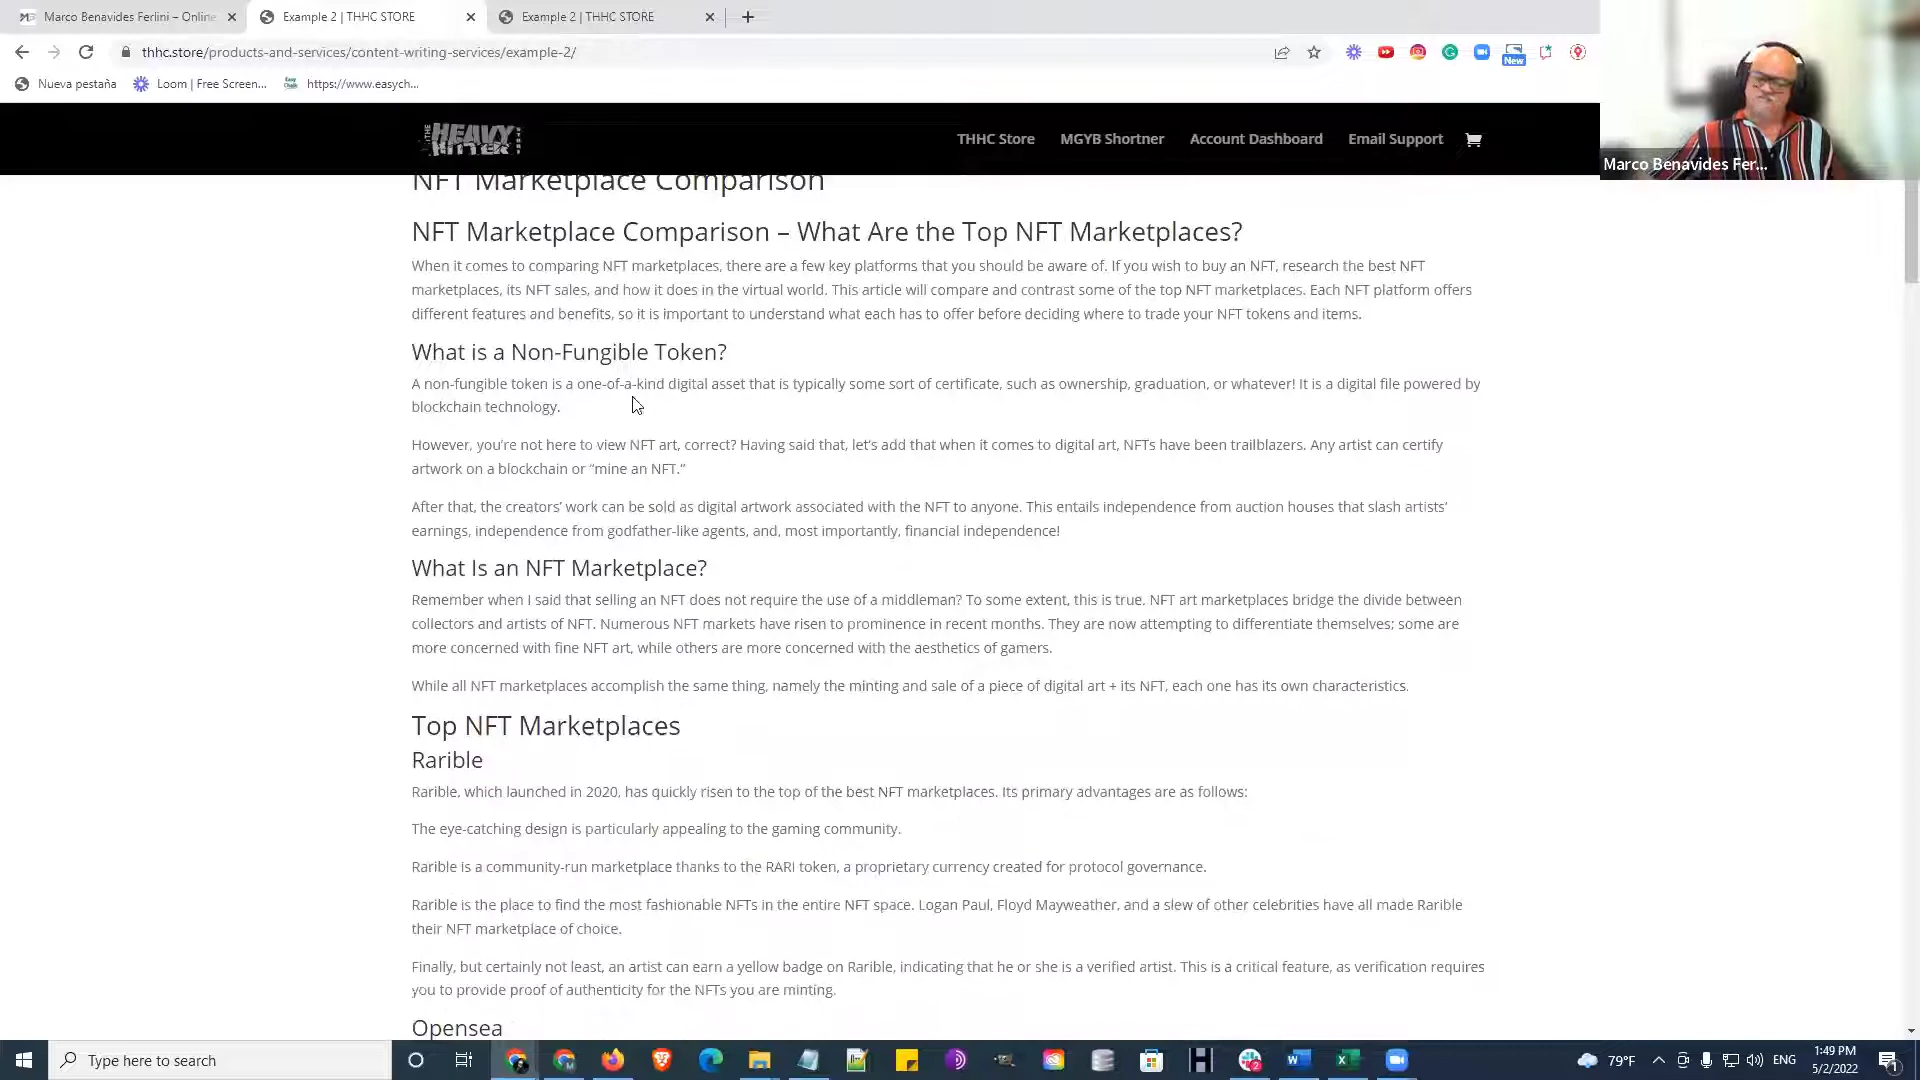 Marco Benavides Ferlini – Online
Example 2 | THHC STORE
Example 2 | THHC STORE
thhc.store/products-and-services/content-writing-services/example-2/
New
Nueva pestaña
Loom | Free Screen...
https://www.easych...
THE HEAVY HITTER
THHC Store
MGYB Shortner
Account Dashboard
Email Support
Marco Benavides Fer...
NFT Marketplace Comparison
NFT Marketplace Comparison – What Are the Top NFT Marketplaces?
When it comes to comparing NFT marketplaces, there are a few key platforms that you should be aware of. If you wish to buy an NFT, research the best NFT
marketplaces, its NFT sales, and how it does in the virtual world. This article will compare and contrast some of the top NFT marketplaces. Each NFT platform offers
different features and benefits, so it is important to understand what each has to offer before deciding where to trade your NFT tokens and items.
What is a Non-Fungible Token?
A non-fungible token is a one-of-a-kind digital asset that is typically some sort of certificate, such as ownership, graduation, or whatever! It is a digital file powered by
blockchain technology.
However, you're not here to view NFT art, correct? Having said that, let's add that when it comes to digital art, NFTs have been trailblazers. Any artist can certify
artwork on a blockchain or “mine an NFT.”
After that, the creators' work can be sold as digital artwork associated with the NFT to anyone. This entails independence from auction houses that slash artists'
earnings, independence from godfather-like agents, and, most importantly, financial independence!
What Is an NFT Marketplace?
Remember when I said that selling an NFT does not require the use of a middleman? To some extent, this is true. NFT art marketplaces bridge the divide between
collectors and artists of NFT. Numerous NFT markets have risen to prominence in recent months. They are now attempting to differentiate themselves; some are
more concerned with fine NFT art, while others are more concerned with the aesthetics of gamers.
While all NFT marketplaces accomplish the same thing, namely the minting and sale of a piece of digital art + its NFT, each one has its own characteristics.
Top NFT Marketplaces
Rarible
Rarible, which launched in 2020, has quickly risen to the top of the best NFT marketplaces. Its primary advantages are as follows:
The eye-catching design is particularly appealing to the gaming community.
Rarible is a community-run marketplace thanks to the RARI token, a proprietary currency created for protocol governance.
Rarible is the place to find the most fashionable NFTs in the entire NFT space. Logan Paul, Floyd Mayweather, and a slew of other celebrities have all made Rarible
their NFT marketplace of choice.
Finally, but certainly not least, an artist can earn a yellow badge on Rarible, indicating that he or she is a verified artist. This is a critical feature, as verification requires
you to provide proof of authenticity for the NFTs you are minting.
Opensea
Type here to search
79°F
ENG
1:49 PM
5/2/2022